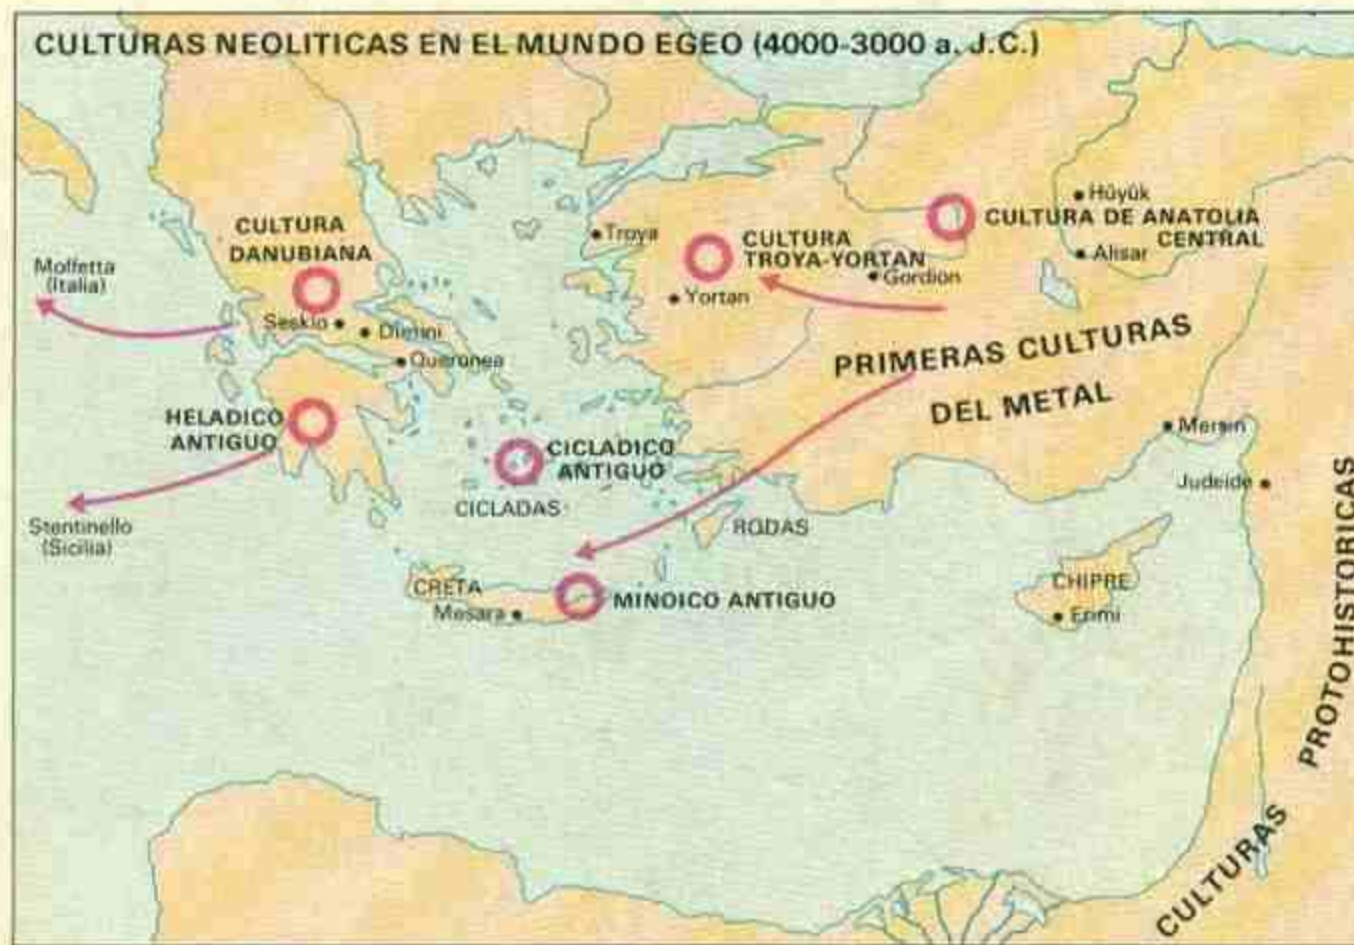 CULTURAS NEOLITICAS EN EL MUNDO EGEO (4000-3000 a. J.C.)
CULTURA
DANUBIANA
Molfetta
(Italia)
Sesklo
Dimini
Queronea
HELADICO
ANTIGUO
Stentinello
(Sicilia)
CICLADICO
ANTIGUO
CICLADAS
CRETA
Mesara
MINOICO ANTIGUO
RODAS
Troya
CULTURA
TROYA-YORTAN
Yortan
Gordion
Hüyük
CULTURA DE ANATOLIA
CENTRAL
Alisar
PRIMERAS CULTURAS
DEL METAL
Mersin
Judeide
CHIPRE
Erimi
CULTURAS PROTOHISTORICAS